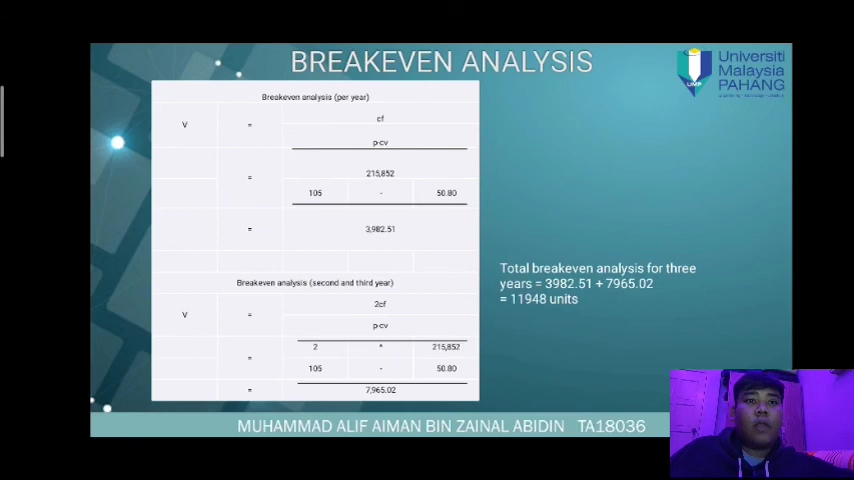 BREAKEVEN ANALYSIS
UMP
Universiti
Malaysia
PAHANG
Breakeven analysis (per year)
V = cf
p-cv
= 215,852
105 - 50.80
= 3,982.51
Breakeven analysis (second and third year)
V = 2cf
p-cv
= 2 * 215,852
105 - 50.80
= 7,965.02
Total breakeven analysis for three
years = 3982.51 + 7965.02
= 11948 units
MUHAMMAD ALIF AIMAN BIN ZAINAL ABIDIN TA18036